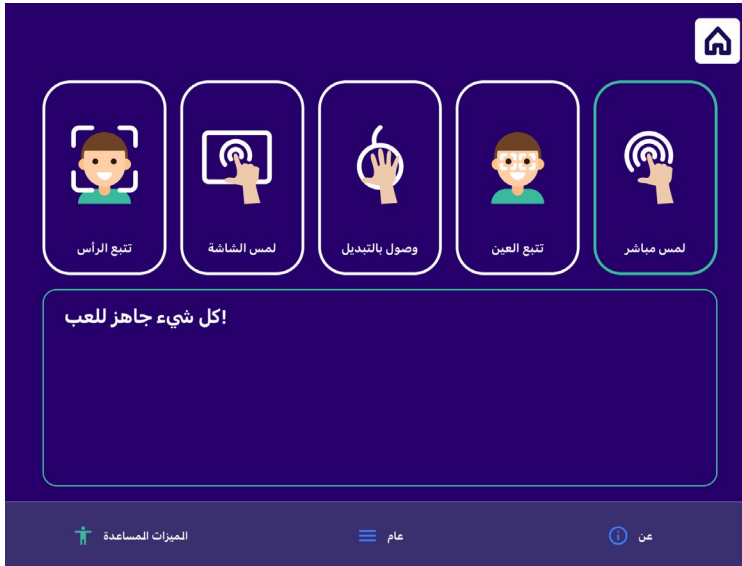 لمس مباشر
تتبع العين
وصول بالتبديل
لمس الشاشة
تتبع الرأس
!كل شيء جاهز للعب
عن
عام
الميزات المساعدة